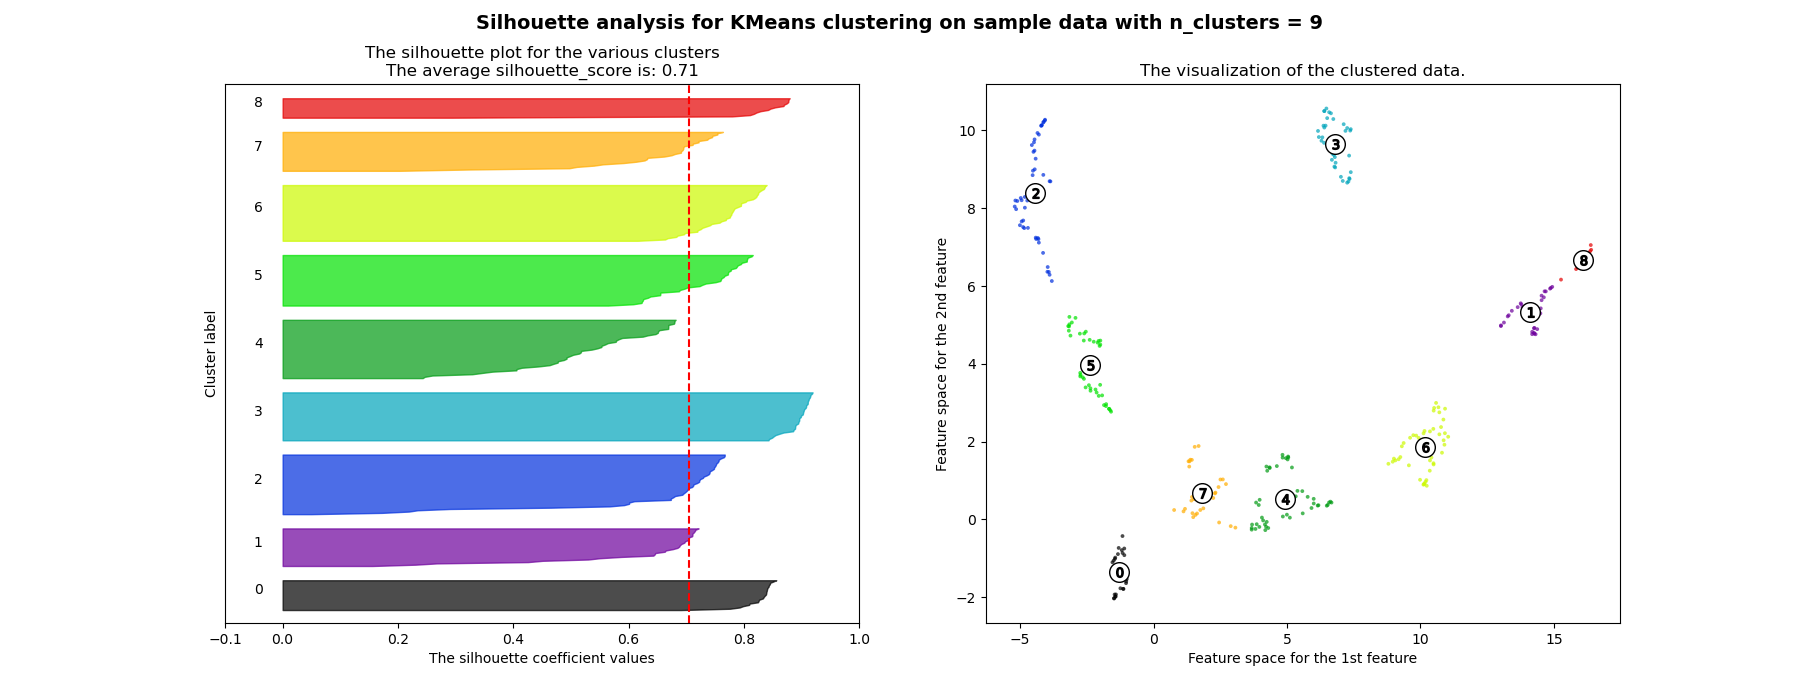 Silhouette analysis for KMeans clustering on sample data with n_clusters = 9
The silhouette plot for the various clusters
The average silhouette_score is: 0.71
8
7
6
5
4
3
2
1
0
Cluster label
−0.1 0.0 0.2 0.4 0.6 0.8 1.0
The silhouette coefficient values
The visualization of the clustered data.
10
8
6
4
2
0
−2
Feature space for the 2nd feature
3
2
8
1
5
6
7
4
0
−5 0 5 10 15
Feature space for the 1st feature